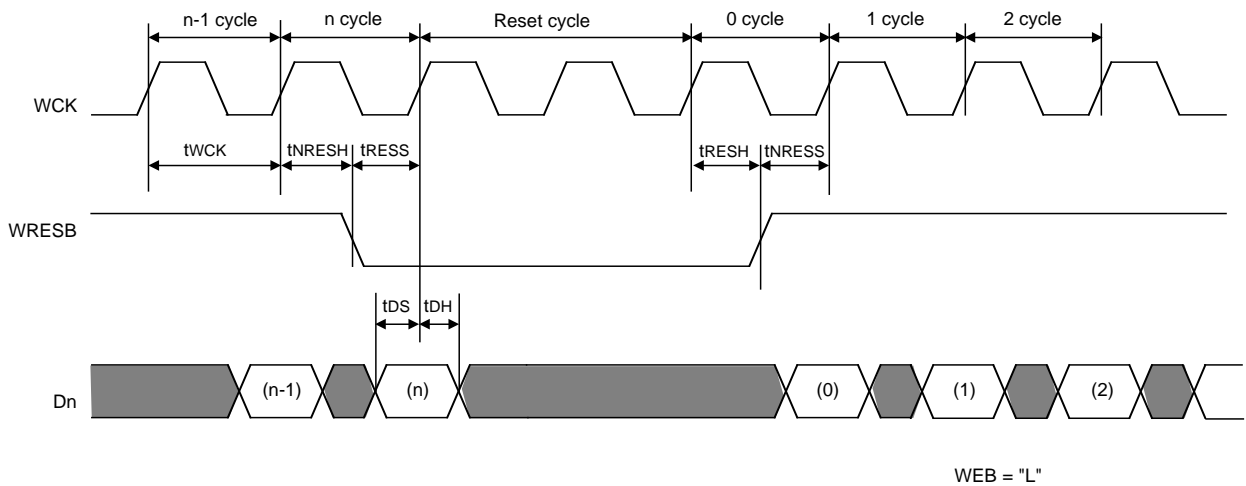 n-1 cycle n cycle Reset cycle 0 cycle 1 cycle 2 cycle
WCK
tWCK tNRESH tRESS tRESH tNRESS
WRESB
tDS tDH
Dn (n-1) (n) (0) (1) (2)
WEB = "L"